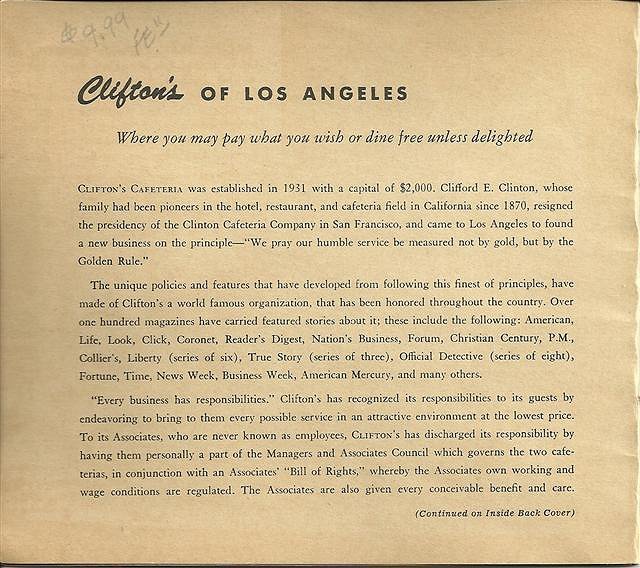 $9.99
Clifton's OF LOS ANGELES
Where you may pay what you wish or dine free unless delighted
CLIFTON'S CAFETERIA was established in 1931 with a capital of $2,000. Clifford E. Clinton, whose
family had been pioneers in the hotel, restaurant, and cafeteria field in California since 1870, resigned
the presidency of the Clinton Cafeteria Company in San Francisco, and came to Los Angeles to found
a new business on the principle—"We pray our humble service be measured not by gold, but by the
Golden Rule."
The unique policies and features that have developed from following this finest of principles, have
made of Clifton's a world famous organization, that has been honored throughout the country. Over
one hundred magazines have carried featured stories about it; these include the following: American,
Life, Look, Click, Coronet, Reader's Digest, Nation's Business, Forum, Christian Century, P.M.,
Collier's, Liberty (series of six), True Story (series of three), Official Detective (series of eight),
Fortune, Time, News Week, Business Week, American Mercury, and many others.
"Every business has responsibilities." Clifton's has recognized its responsibilities to its guests by
endeavoring to bring to them every possible service in an attractive environment at the lowest price.
To its Associates, who are never known as employees, CLIFTON'S has discharged its responsibility by
having them personally a part of the Managers and Associates Council which governs the two cafe-
terias, in conjunction with an Associates' "Bill of Rights," whereby the Associates own working and
wage conditions are regulated. The Associates are also given every conceivable benefit and care.
(Continued on Inside Back Cover)